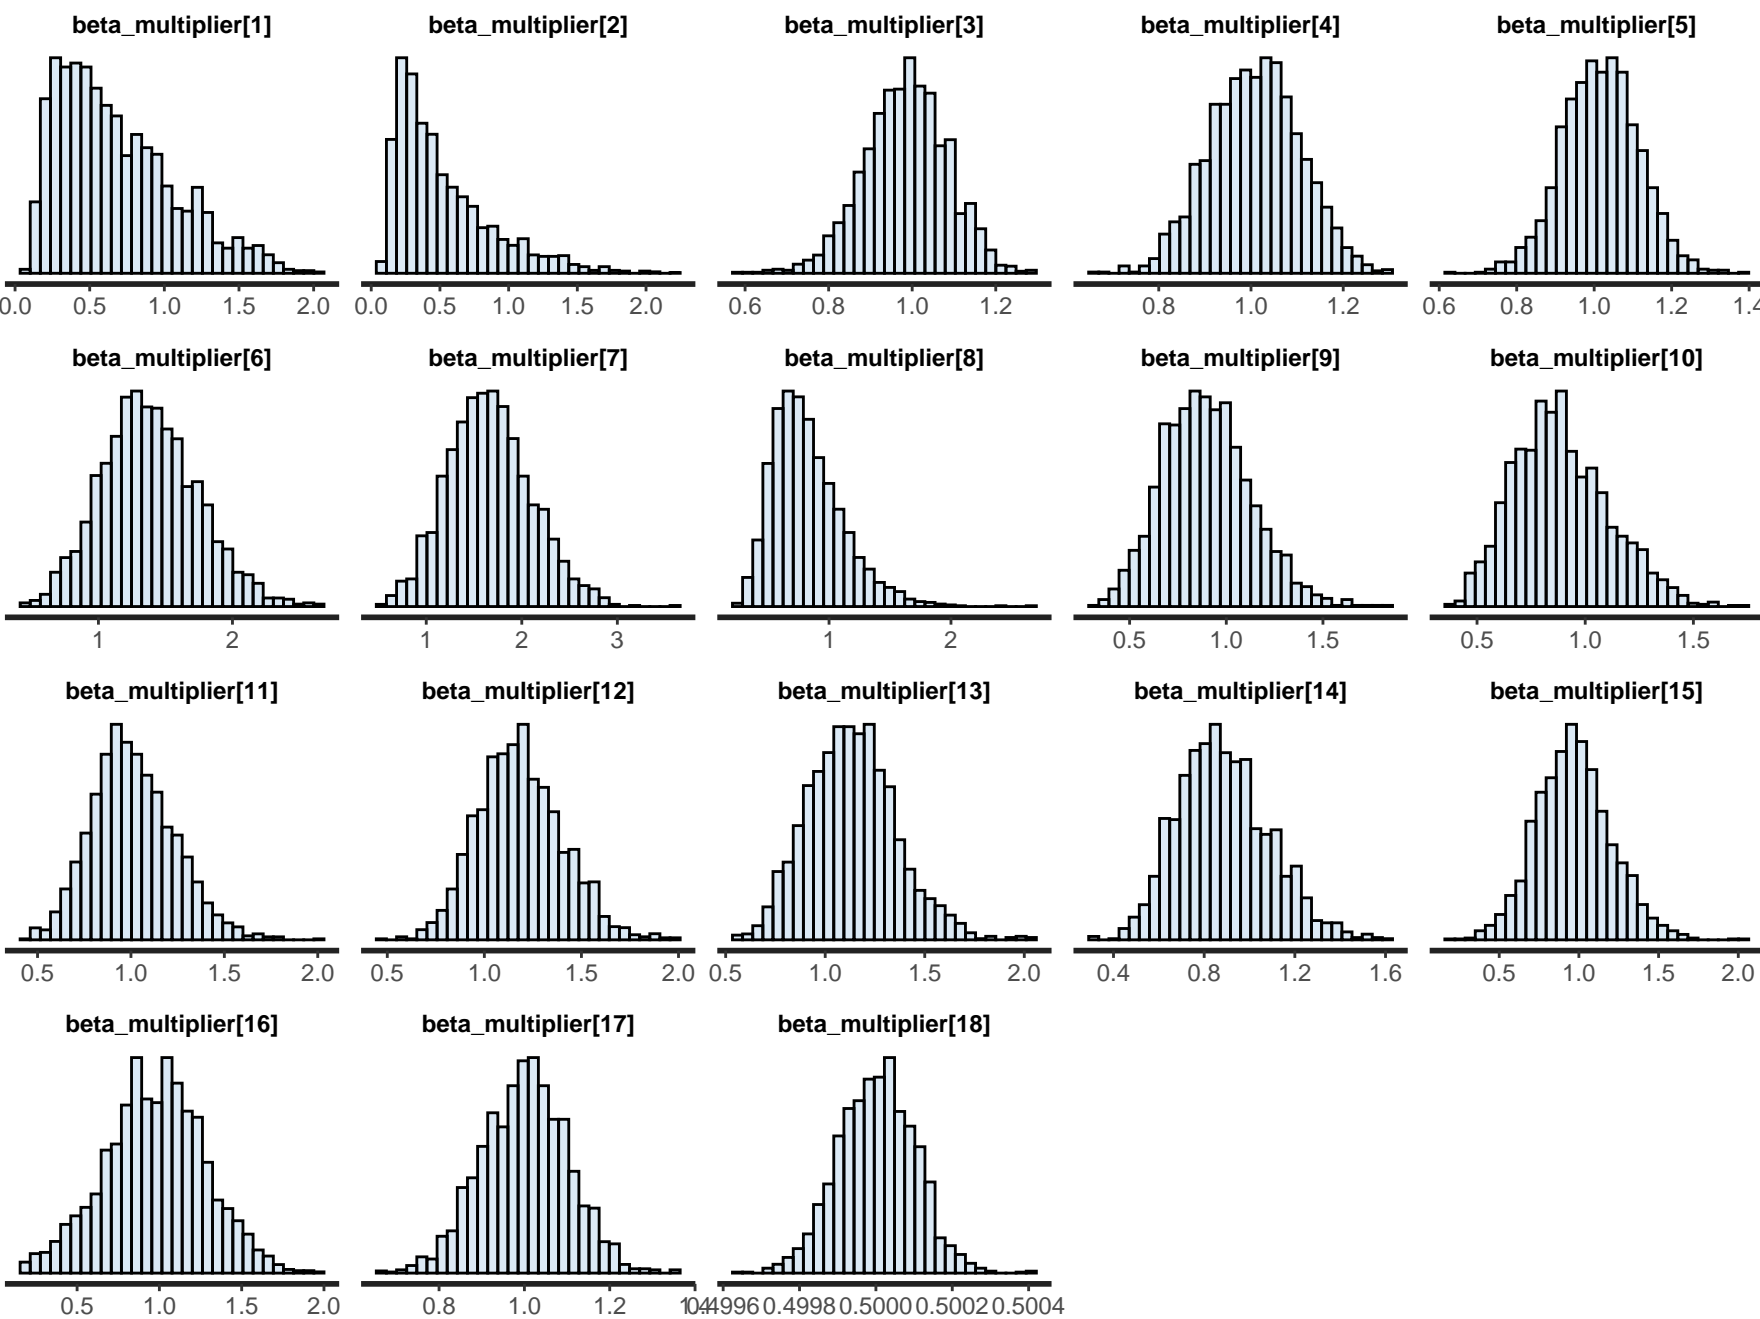 beta_multiplier[1] beta_multiplier[2] beta_multiplier[3] beta_multiplier[4] beta_multiplier[5]
0.0 0.5 1.0 1.5 2.0 0.0 0.5 1.0 1.5 2.0 0.6 0.8 1.0 1.2 0.8 1.0 1.2 0.6 0.8 1.0 1.2 1.4
beta_multiplier[6] beta_multiplier[7] beta_multiplier[8] beta_multiplier[9] beta_multiplier[10]
1 2 1 2 3 1 2 0.5 1.0 1.5 0.5 1.0 1.5
beta_multiplier[11] beta_multiplier[12] beta_multiplier[13] beta_multiplier[14] beta_multiplier[15]
0.5 1.0 1.5 2.0 0.5 1.0 1.5 2.0 0.5 1.0 1.5 2.0 0.4 0.8 1.2 1.6 0.5 1.0 1.5 2.0
beta_multiplier[16] beta_multiplier[17] beta_multiplier[18]
0.5 1.0 1.5 2.0 0.8 1.0 1.2 1.4 0.4996 0.4998 0.5000 0.5002 0.5004